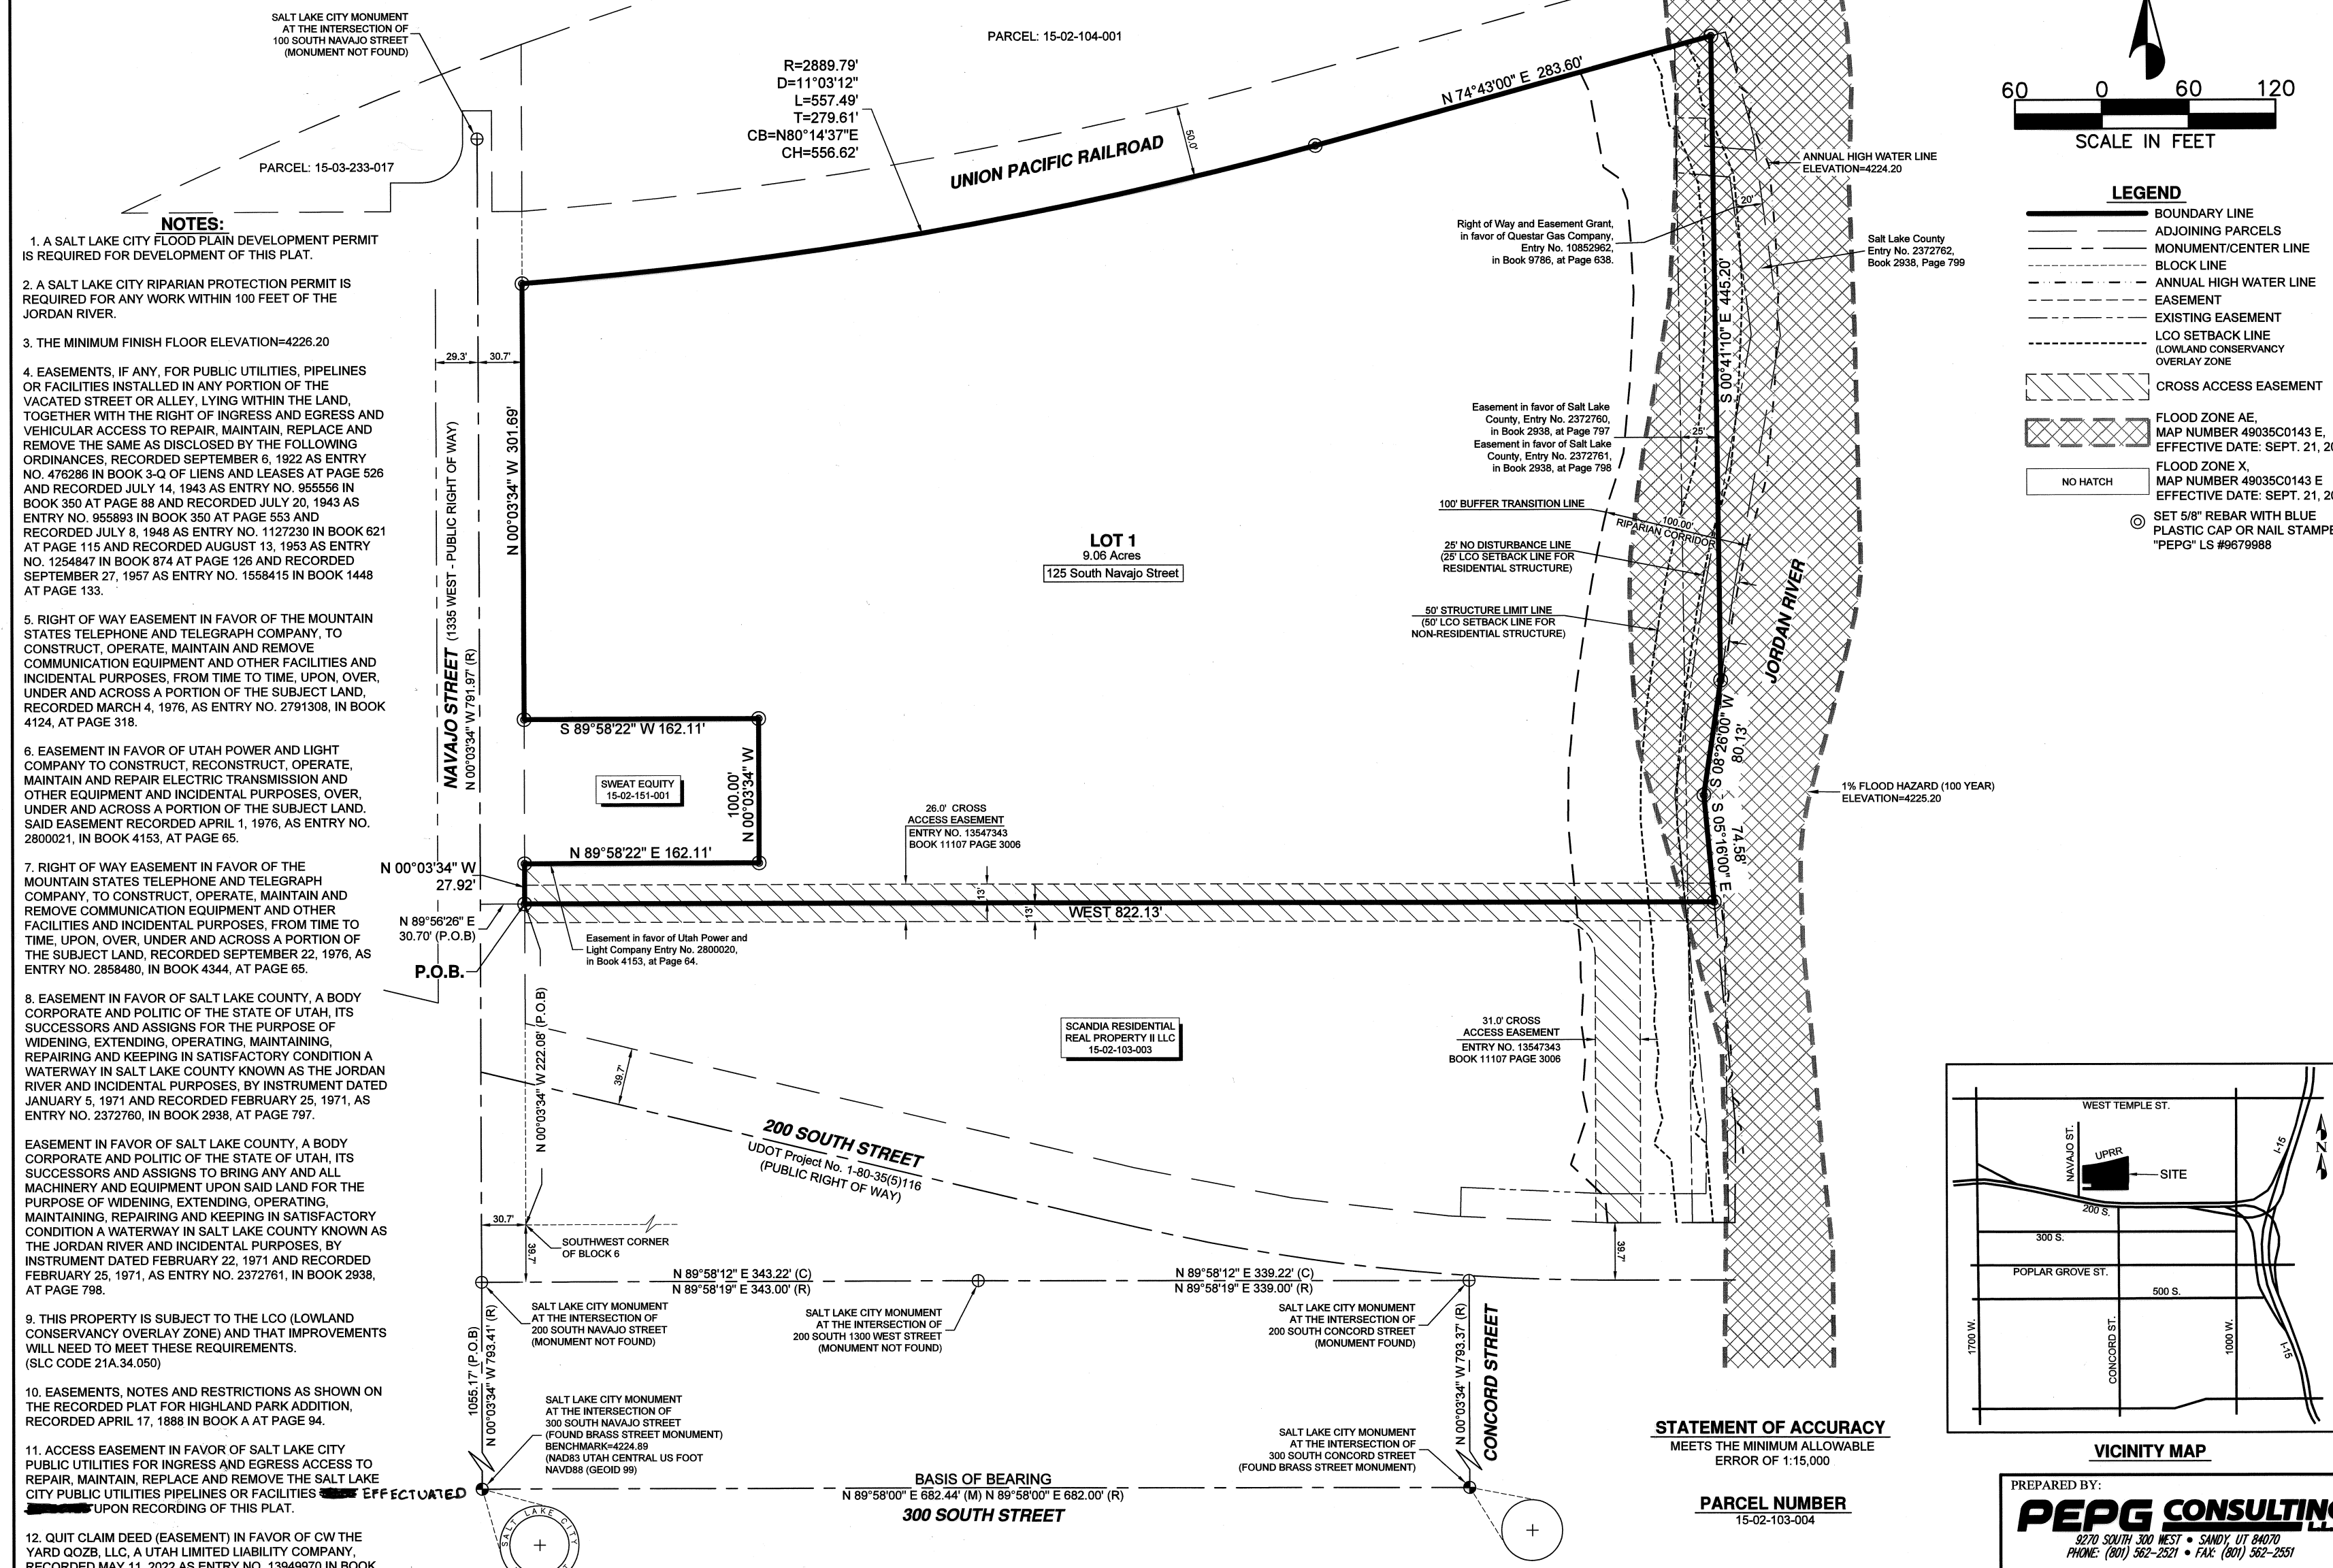 SALT LAKE CITY MONUMENT
AT THE INTERSECTION OF
100 SOUTH NAVAJO STREET
(MONUMENT NOT FOUND)
PARCEL: 15-03-233-017
PARCEL: 15-02-104-001
R=2889.79'
D=11°03'12"
L=557.49'
T=279.61'
CB=N80°14'37"E
CH=556.62'
UNION PACIFIC RAILROAD
50.0'
N 74°43'00" E 283.60'
60 0 60 120
SCALE IN FEET
NOTES:
1. A SALT LAKE CITY FLOOD PLAIN DEVELOPMENT PERMIT
IS REQUIRED FOR DEVELOPMENT OF THIS PLAT.
2. A SALT LAKE CITY RIPARIAN PROTECTION PERMIT IS
REQUIRED FOR ANY WORK WITHIN 100 FEET OF THE
JORDAN RIVER.
3. THE MINIMUM FINISH FLOOR ELEVATION=4226.20
4. EASEMENTS, IF ANY, FOR PUBLIC UTILITIES, PIPELINES
OR FACILITIES INSTALLED IN ANY PORTION OF THE
VACATED STREET OR ALLEY, LYING WITHIN THE LAND,
TOGETHER WITH THE RIGHT OF INGRESS AND EGRESS AND
VEHICULAR ACCESS TO REPAIR, MAINTAIN, REPLACE AND
REMOVE THE SAME AS DISCLOSED BY THE FOLLOWING
ORDINANCES, RECORDED SEPTEMBER 6, 1922 AS ENTRY
NO. 476286 IN BOOK 3-Q OF LIENS AND LEASES AT PAGE 526
AND RECORDED JULY 14, 1943 AS ENTRY NO. 955556 IN
BOOK 350 AT PAGE 88 AND RECORDED JULY 20, 1943 AS
ENTRY NO. 955893 IN BOOK 350 AT PAGE 553 AND
RECORDED JULY 8, 1948 AS ENTRY NO. 1127230 IN BOOK 621
AT PAGE 115 AND RECORDED AUGUST 13, 1953 AS ENTRY
NO. 1254847 IN BOOK 874 AT PAGE 126 AND RECORDED
SEPTEMBER 27, 1957 AS ENTRY NO. 1558415 IN BOOK 1448
AT PAGE 133.
5. RIGHT OF WAY EASEMENT IN FAVOR OF THE MOUNTAIN
STATES TELEPHONE AND TELEGRAPH COMPANY, TO
CONSTRUCT, OPERATE, MAINTAIN AND REMOVE
COMMUNICATION EQUIPMENT AND OTHER FACILITIES AND
INCIDENTAL PURPOSES, FROM TIME TO TIME, UPON, OVER,
UNDER AND ACROSS A PORTION OF THE SUBJECT LAND,
RECORDED MARCH 4, 1976, AS ENTRY NO. 2791308, IN BOOK
4124, AT PAGE 318.
6. EASEMENT IN FAVOR OF UTAH POWER AND LIGHT
COMPANY TO CONSTRUCT, RECONSTRUCT, OPERATE,
MAINTAIN AND REPAIR ELECTRIC TRANSMISSION AND
OTHER EQUIPMENT AND INCIDENTAL PURPOSES, OVER,
UNDER AND ACROSS A PORTION OF THE SUBJECT LAND.
SAID EASEMENT RECORDED APRIL 1, 1976, AS ENTRY NO.
2800021, IN BOOK 4153, AT PAGE 65.
7. RIGHT OF WAY EASEMENT IN FAVOR OF THE
MOUNTAIN STATES TELEPHONE AND TELEGRAPH
COMPANY, TO CONSTRUCT, OPERATE, MAINTAIN AND
REMOVE COMMUNICATION EQUIPMENT AND OTHER
FACILITIES AND INCIDENTAL PURPOSES, FROM TIME TO
TIME, UPON, OVER, UNDER AND ACROSS A PORTION OF
THE SUBJECT LAND, RECORDED SEPTEMBER 22, 1976, AS
ENTRY NO. 2858480, IN BOOK 4344, AT PAGE 65.
8. EASEMENT IN FAVOR OF SALT LAKE COUNTY, A BODY
CORPORATE AND POLITIC OF THE STATE OF UTAH, ITS
SUCCESSORS AND ASSIGNS FOR THE PURPOSE OF
WIDENING, EXTENDING, OPERATING, MAINTAINING,
REPAIRING AND KEEPING IN SATISFACTORY CONDITION A
WATERWAY IN SALT LAKE COUNTY KNOWN AS THE JORDAN
RIVER AND INCIDENTAL PURPOSES, BY INSTRUMENT DATED
JANUARY 5, 1971 AND RECORDED FEBRUARY 25, 1971, AS
ENTRY NO. 2372760, IN BOOK 2938, AT PAGE 797.
EASEMENT IN FAVOR OF SALT LAKE COUNTY, A BODY
CORPORATE AND POLITIC OF THE STATE OF UTAH, ITS
SUCCESSORS AND ASSIGNS TO BRING ANY AND ALL
MACHINERY AND EQUIPMENT UPON SAID LAND FOR THE
PURPOSE OF WIDENING, EXTENDING, OPERATING,
MAINTAINING, REPAIRING AND KEEPING IN SATISFACTORY
CONDITION A WATERWAY IN SALT LAKE COUNTY KNOWN AS
THE JORDAN RIVER AND INCIDENTAL PURPOSES, BY
INSTRUMENT DATED FEBRUARY 22, 1971 AND RECORDED
FEBRUARY 25, 1971, AS ENTRY NO. 2372761, IN BOOK 2938,
AT PAGE 798.
9. THIS PROPERTY IS SUBJECT TO THE LCO (LOWLAND
CONSERVANCY OVERLAY ZONE) AND THAT IMPROVEMENTS
WILL NEED TO MEET THESE REQUIREMENTS.
(SLC CODE 21A.34.050)
10. EASEMENTS, NOTES AND RESTRICTIONS AS SHOWN ON
THE RECORDED PLAT FOR HIGHLAND PARK ADDITION,
RECORDED APRIL 17, 1888 IN BOOK A AT PAGE 94.
11. ACCESS EASEMENT IN FAVOR OF SALT LAKE CITY
PUBLIC UTILITIES FOR INGRESS AND EGRESS ACCESS TO
REPAIR, MAINTAIN, REPLACE AND REMOVE THE SALT LAKE
CITY PUBLIC UTILITIES PIPELINES OR FACILITIES EFFECTUATED
UPON RECORDING OF THIS PLAT.
12. QUIT CLAIM DEED (EASEMENT) IN FAVOR OF CW THE
YARD QOZB, LLC, A UTAH LIMITED LIABILITY COMPANY,
RECORDED MAY 11, 2022 AS ENTRY NO. 13949970 IN BOOK
29.3'
30.7'
NAVAJO STREET (1335 WEST - PUBLIC RIGHT OF WAY)
N 00°03'34" W 791.97' (R)
N 00°03'34" W 301.69'
S 89°58'22" W 162.11'
SWEAT EQUITY
15-02-151-001
100.00'
N 00°03'34" W
N 89°58'22" E 162.11'
N 00°03'34" W
27.92'
N 89°56'26" E
30.70' (P.O.B)
P.O.B.
Easement in favor of Utah Power and
Light Company Entry No. 2800020,
in Book 4153, at Page 64.
26.0' CROSS
ACCESS EASEMENT
ENTRY NO. 13547343
BOOK 11107 PAGE 3006
13'
13'
WEST 822.13'
LOT 1
9.06 Acres
125 South Navajo Street
Right of Way and Easement Grant,
in favor of Questar Gas Company,
Entry No. 10852962,
in Book 9786, at Page 638.
Easement in favor of Salt Lake
County, Entry No. 2372760,
in Book 2938, at Page 797
Easement in favor of Salt Lake
County, Entry No. 2372761,
in Book 2938, at Page 798
25'
100' BUFFER TRANSITION LINE
100.00'
RIPARIAN CORRIDOR
25' NO DISTURBANCE LINE
(25' LCO SETBACK LINE FOR
RESIDENTIAL STRUCTURE)
50' STRUCTURE LIMIT LINE
(50' LCO SETBACK LINE FOR
NON-RESIDENTIAL STRUCTURE)
20'
S 00°41'10" E 445.20'
ANNUAL HIGH WATER LINE
ELEVATION=4224.20
Salt Lake County
Entry No. 2372762,
Book 2938, Page 799
JORDAN RIVER
S 08°26'00" W
80.13'
S 05°16'00" E
74.58'
1% FLOOD HAZARD (100 YEAR)
ELEVATION=4225.20
LEGEND
BOUNDARY LINE
ADJOINING PARCELS
MONUMENT/CENTER LINE
BLOCK LINE
ANNUAL HIGH WATER LINE
EASEMENT
EXISTING EASEMENT
LCO SETBACK LINE
(LOWLAND CONSERVANCY
OVERLAY ZONE
CROSS ACCESS EASEMENT
FLOOD ZONE AE,
MAP NUMBER 49035C0143 E,
EFFECTIVE DATE: SEPT. 21, 20
NO HATCH
FLOOD ZONE X,
MAP NUMBER 49035C0143 E
EFFECTIVE DATE: SEPT. 21, 20
SET 5/8" REBAR WITH BLUE
PLASTIC CAP OR NAIL STAMPE
"PEPG" LS #9679988
SCANDIA RESIDENTIAL
REAL PROPERTY II LLC
15-02-103-003
31.0' CROSS
ACCESS EASEMENT
ENTRY NO. 13547343
BOOK 11107 PAGE 3006
N 00°03'34" W 222.08' (P.O.B)
39.7'
200 SOUTH STREET
UDOT Project No. 1-80-35(5)116
(PUBLIC RIGHT OF WAY)
30.7'
39.7'
SOUTHWEST CORNER
OF BLOCK 6
39.7'
N 89°58'12" E 343.22' (C)
N 89°58'19" E 343.00' (R)
N 89°58'12" E 339.22' (C)
N 89°58'19" E 339.00' (R)
SALT LAKE CITY MONUMENT
AT THE INTERSECTION OF
200 SOUTH NAVAJO STREET
(MONUMENT NOT FOUND)
SALT LAKE CITY MONUMENT
AT THE INTERSECTION OF
200 SOUTH 1300 WEST STREET
(MONUMENT NOT FOUND)
SALT LAKE CITY MONUMENT
AT THE INTERSECTION OF
200 SOUTH CONCORD STREET
(MONUMENT FOUND)
1055.17' (P.O.B)
N 00°03'34" W 793.41' (R)
N 00°03'34" W 793.37' (R)
CONCORD STREET
SALT LAKE CITY MONUMENT
AT THE INTERSECTION OF
300 SOUTH NAVAJO STREET
(FOUND BRASS STREET MONUMENT)
BENCHMARK=4224.89
(NAD83 UTAH CENTRAL US FOOT
NAVD88 (GEOID 99)
SALT LAKE CITY MONUMENT
AT THE INTERSECTION OF
300 SOUTH CONCORD STREET
(FOUND BRASS STREET MONUMENT)
BASIS OF BEARING
N 89°58'00" E 682.44' (M) N 89°58'00" E 682.00' (R)
300 SOUTH STREET
SALT LAKE CITY
STATEMENT OF ACCURACY
MEETS THE MINIMUM ALLOWABLE
ERROR OF 1:15,000
PARCEL NUMBER
15-02-103-004
WEST TEMPLE ST.
NAVAJO ST.
UPRR
SITE
I-15
N
200 S.
300 S.
POPLAR GROVE ST.
500 S.
1700 W.
CONCORD ST.
1000 W.
I-15
VICINITY MAP
PREPARED BY:
PEPG CONSULTING
LLC
9270 SOUTH 300 WEST • SANDY, UT 84070
PHONE: (801) 562-2521 • FAX: (801) 562-2551